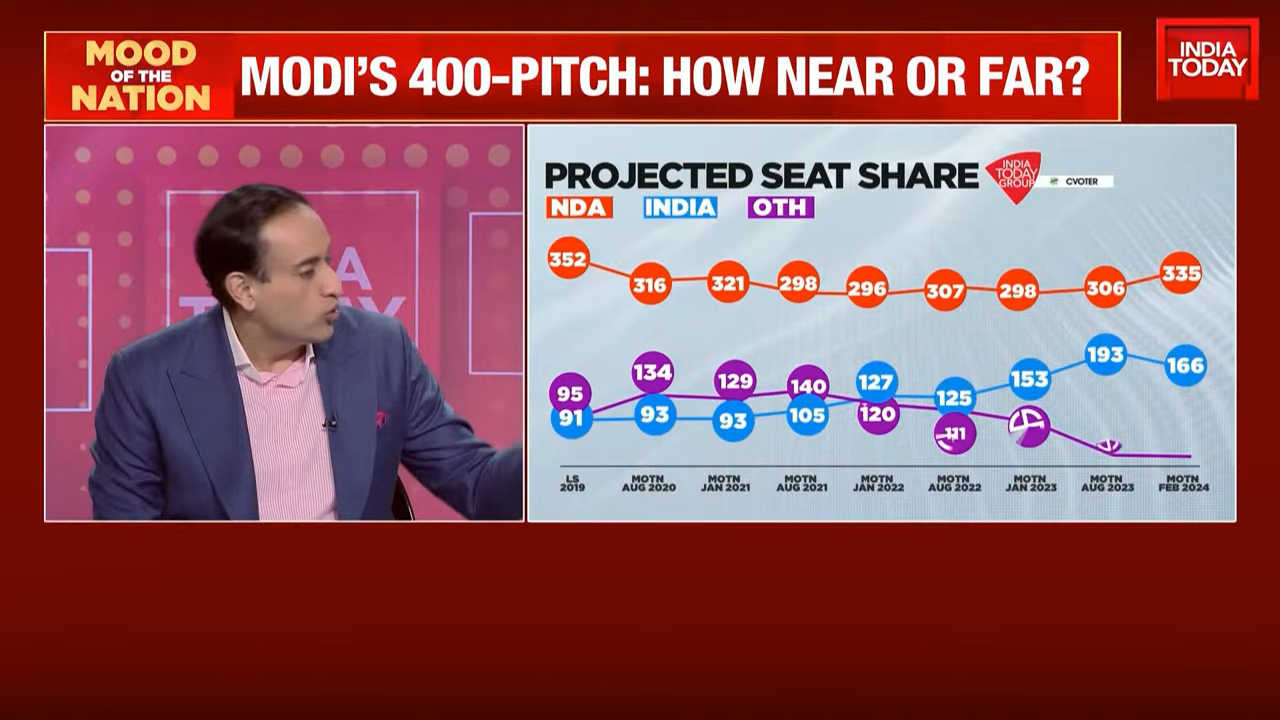 MOOD
OF THE
NATION
MODI'S 400-PITCH: HOW NEAR OR FAR?
INDIA
TODAY
A
TODAY
PROJECTED SEAT SHARE
INDIA
TODAY
GROUP
CVOTER
NDA INDIA OTH
352 316 321 298 296 307 298 306 335
95 134 129 140 127 125 153 193 166
91 93 93 105 120 111
LS
2019
MOTN
AUG 2020
MOTN
JAN 2021
MOTN
AUG 2021
MOTN
JAN 2022
MOTN
AUG 2022
MOTN
JAN 2023
MOTN
AUG 2023
MOTN
FEB 2024